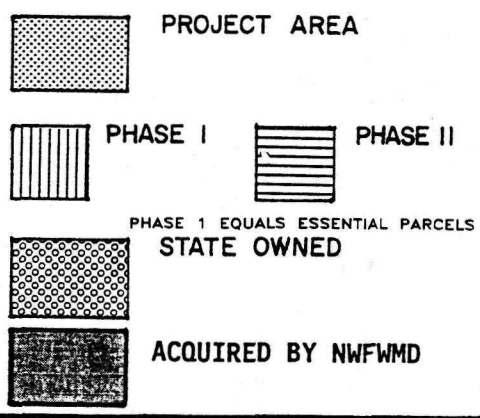 PROJECT AREA
PHASE I PHASE II
PHASE 1 EQUALS ESSENTIAL PARCELS
STATE OWNED
ACQUIRED BY NWFWMD